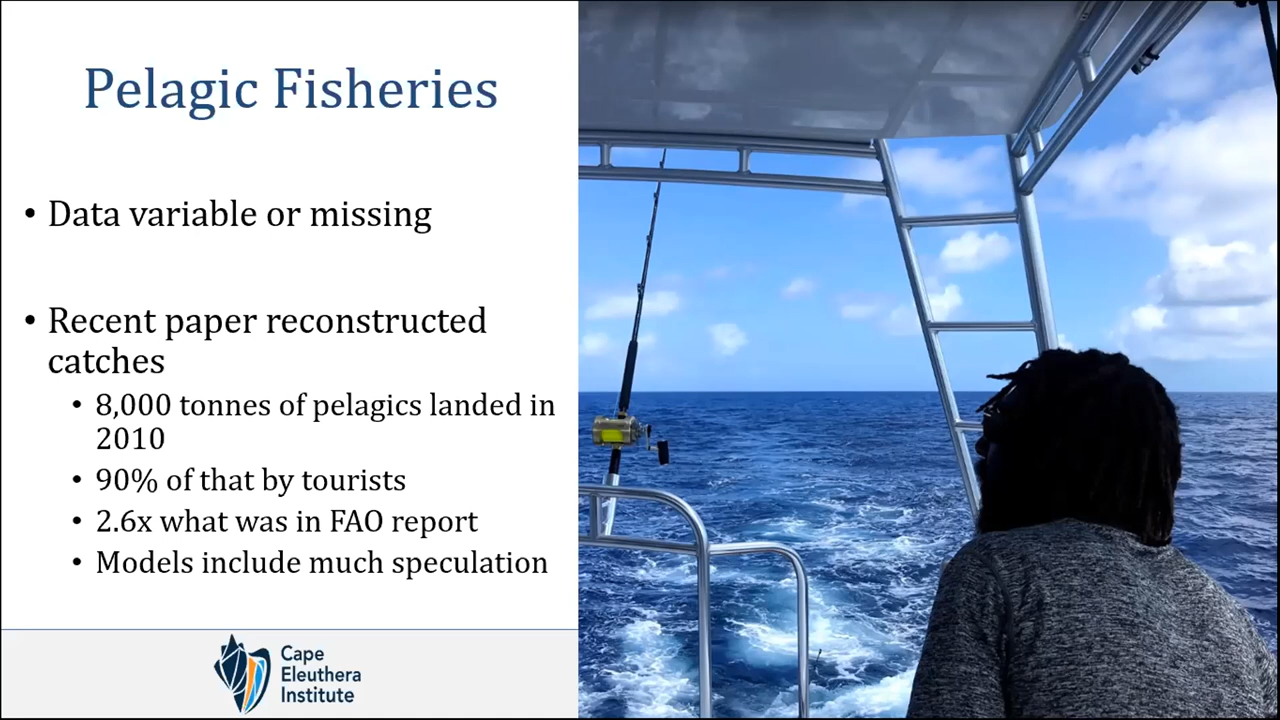 Pelagic Fisheries
• Data variable or missing
• Recent paper reconstructed
catches
• 8,000 tonnes of pelagics landed in
2010
• 90% of that by tourists
• 2.6x what was in FAO report
• Models include much speculation
Cape
Eleuthera
Institute